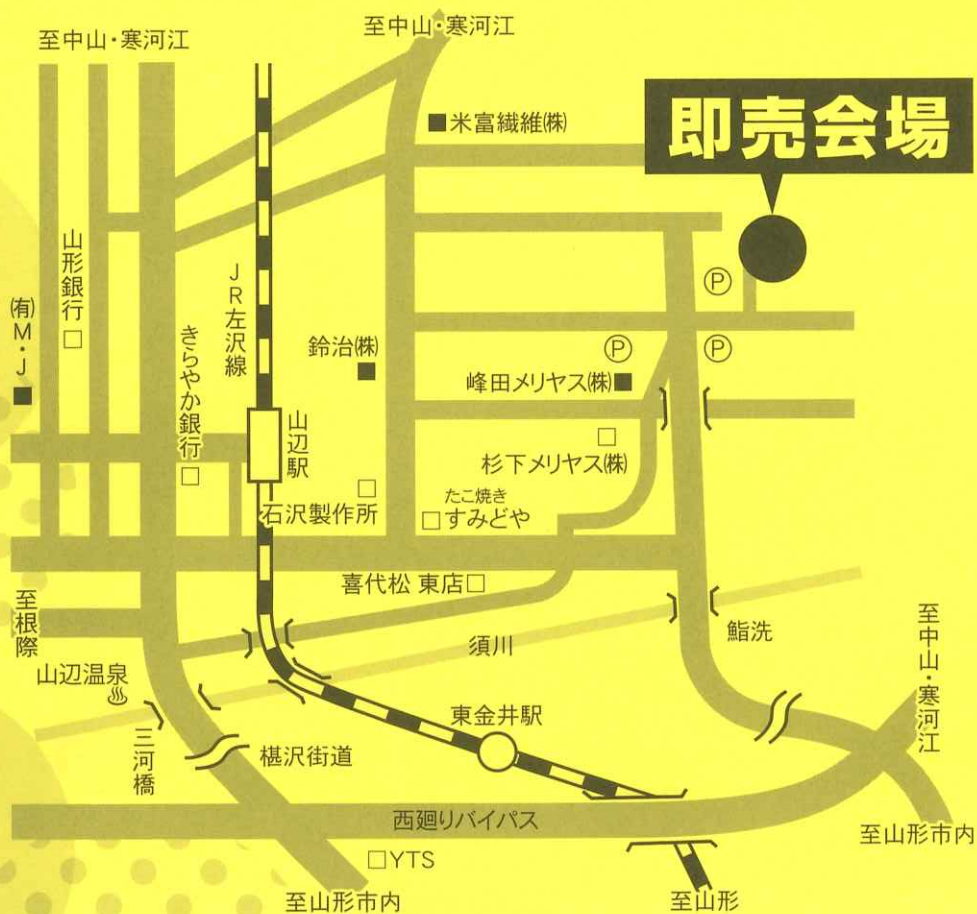 至中山・寒河江
至中山・寒河江
■米富繊維㈱
即売会場
山形銀行
㈲M・J
きらやか銀行
JR左沢線
鈴治㈱
Ⓟ
Ⓟ
Ⓟ
峰田メリヤス㈱■
山辺駅
杉下メリヤス㈱
石沢製作所
たこ焼き
□すみどや
喜代松 東店□
至根際
山辺温泉
♨
須川
鮨洗
至中山・寒河江
三河橋
椹沢街道
東金井駅
西廻りバイパス
□YTS
至山形市内
至山形
至山形市内